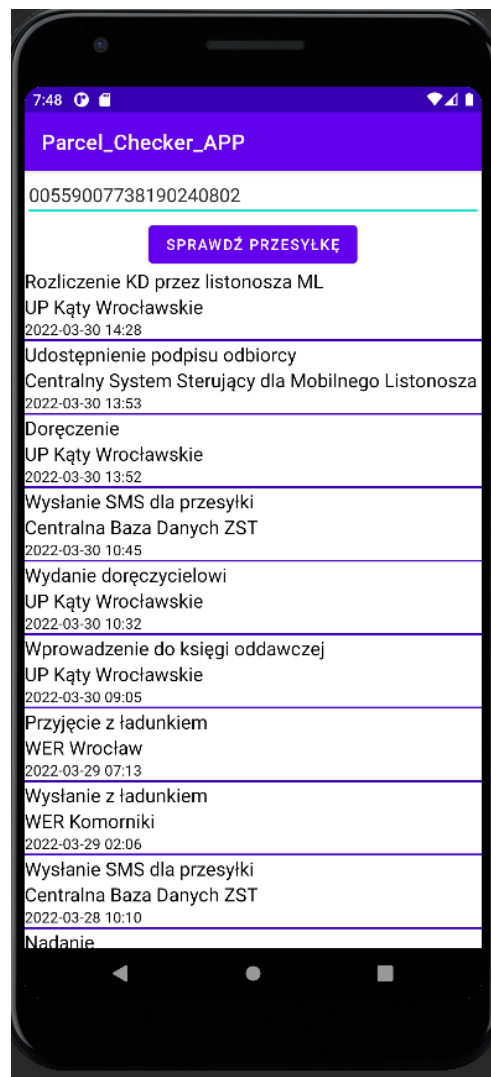 7:48
Parcel_Checker_APP
00559007738190240802
SPRAWDŹ PRZESYŁKĘ
Rozliczenie KD przez listonosza ML
UP Kąty Wrocławskie
2022-03-30 14:28
Udostępnienie podpisu odbiorcy
Centralny System Sterujący dla Mobilnego Listonosza
2022-03-30 13:53
Doręczenie
UP Kąty Wrocławskie
2022-03-30 13:52
Wysłanie SMS dla przesyłki
Centralna Baza Danych ZST
2022-03-30 10:45
Wydanie doręczycielowi
UP Kąty Wrocławskie
2022-03-30 10:32
Wprowadzenie do księgi oddawczej
UP Kąty Wrocławskie
2022-03-30 09:05
Przyjęcie z ładunkiem
WER Wrocław
2022-03-29 07:13
Wysłanie z ładunkiem
WER Komorniki
2022-03-29 02:06
Wysłanie SMS dla przesyłki
Centralna Baza Danych ZST
2022-03-28 10:10
Nadanie